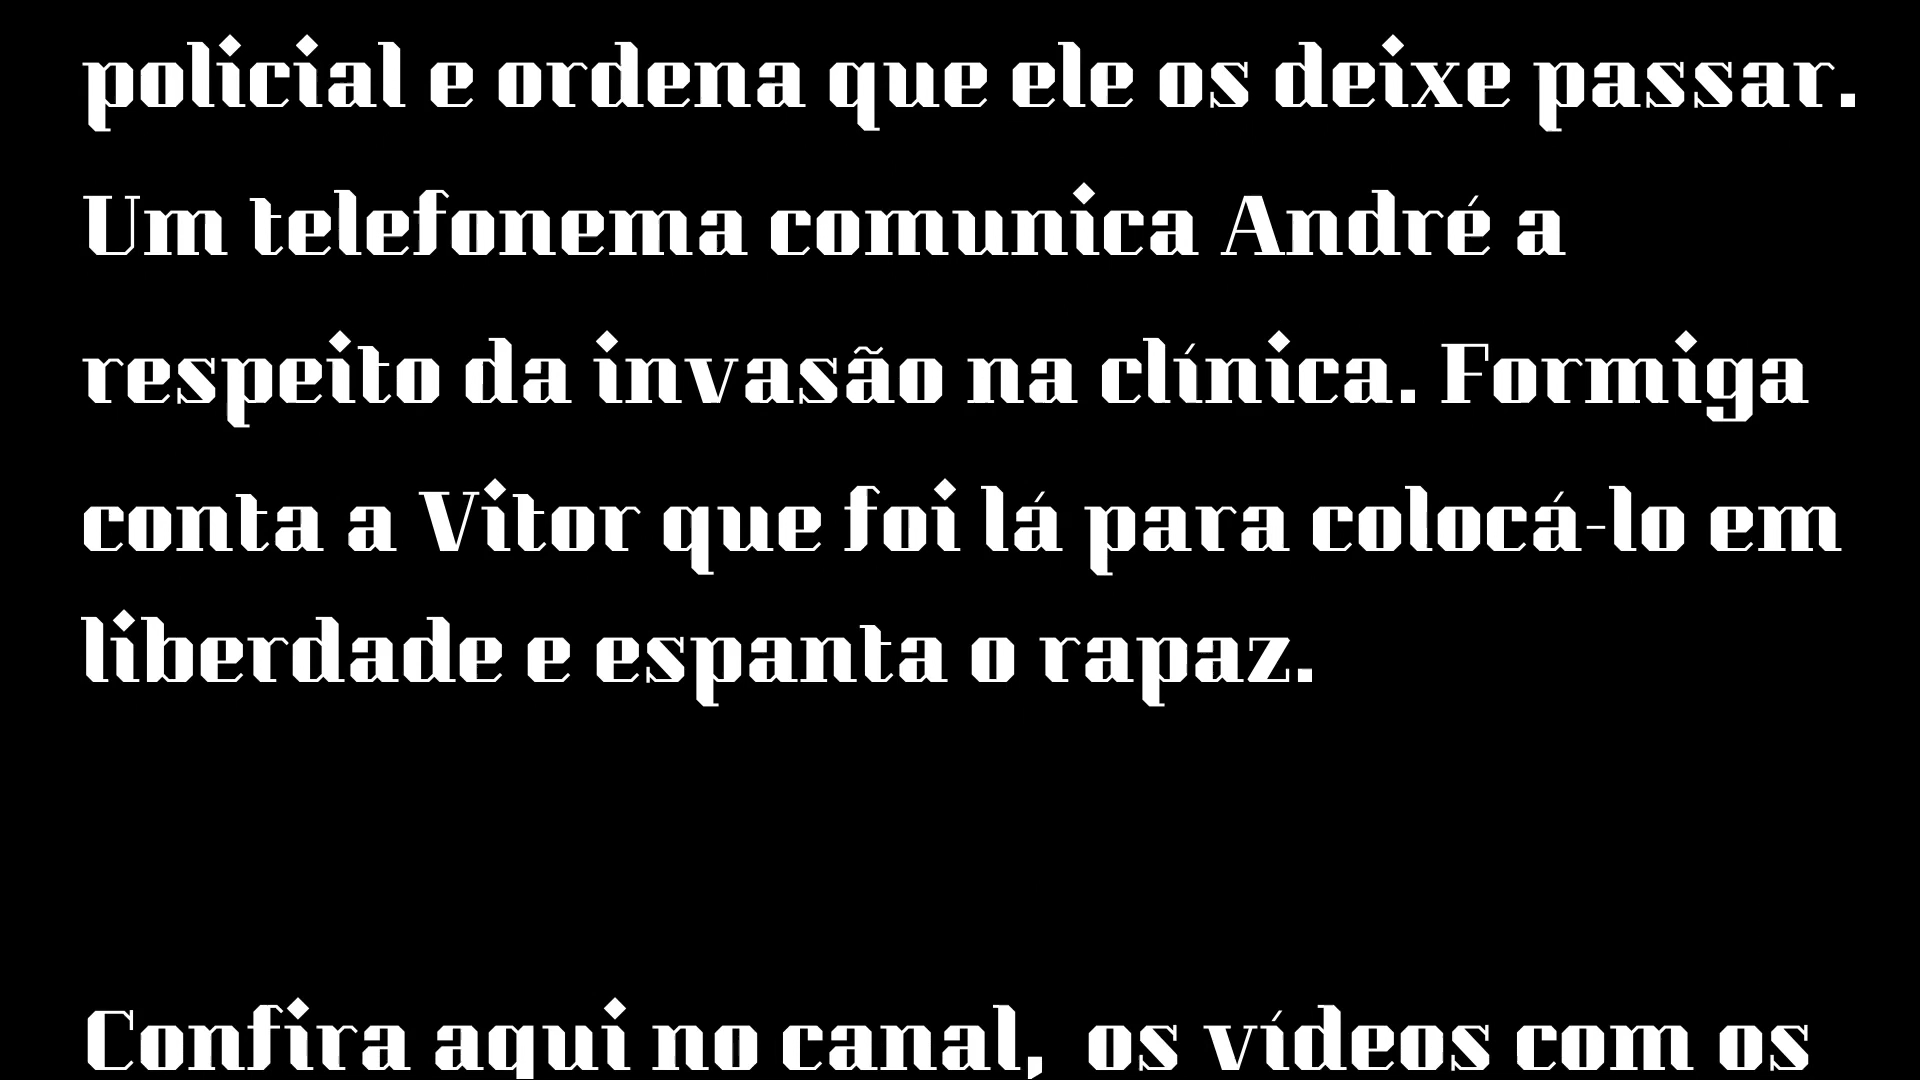 policial e ordena que ele os deixe passar.
Um telefonema comunica André a
respeito da invasão na clínica. Formiga
conta a Vitor que foi lá para colocá-lo em
liberdade e espanta o rapaz.
Confira aqui no canal, os vídeos com os